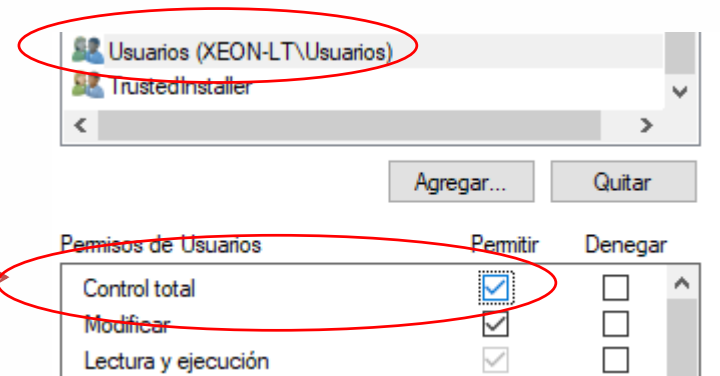 Usuarios (XEON-LT\Usuarios)
TrustedInstaller
Agregar... Quitar
Permisos de Usuarios Permitir Denegar
Control total
Modificar
Lectura y ejecución